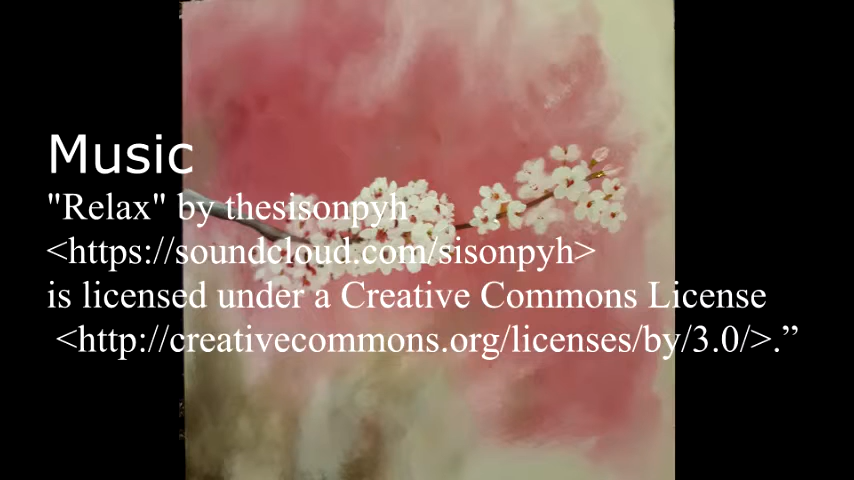 Music
"Relax" by thesisonpyh
<https://soundcloud.com/sisonpyh>
is licensed under a Creative Commons License
<http://creativecommons.org/licenses/by/3.0/>.”